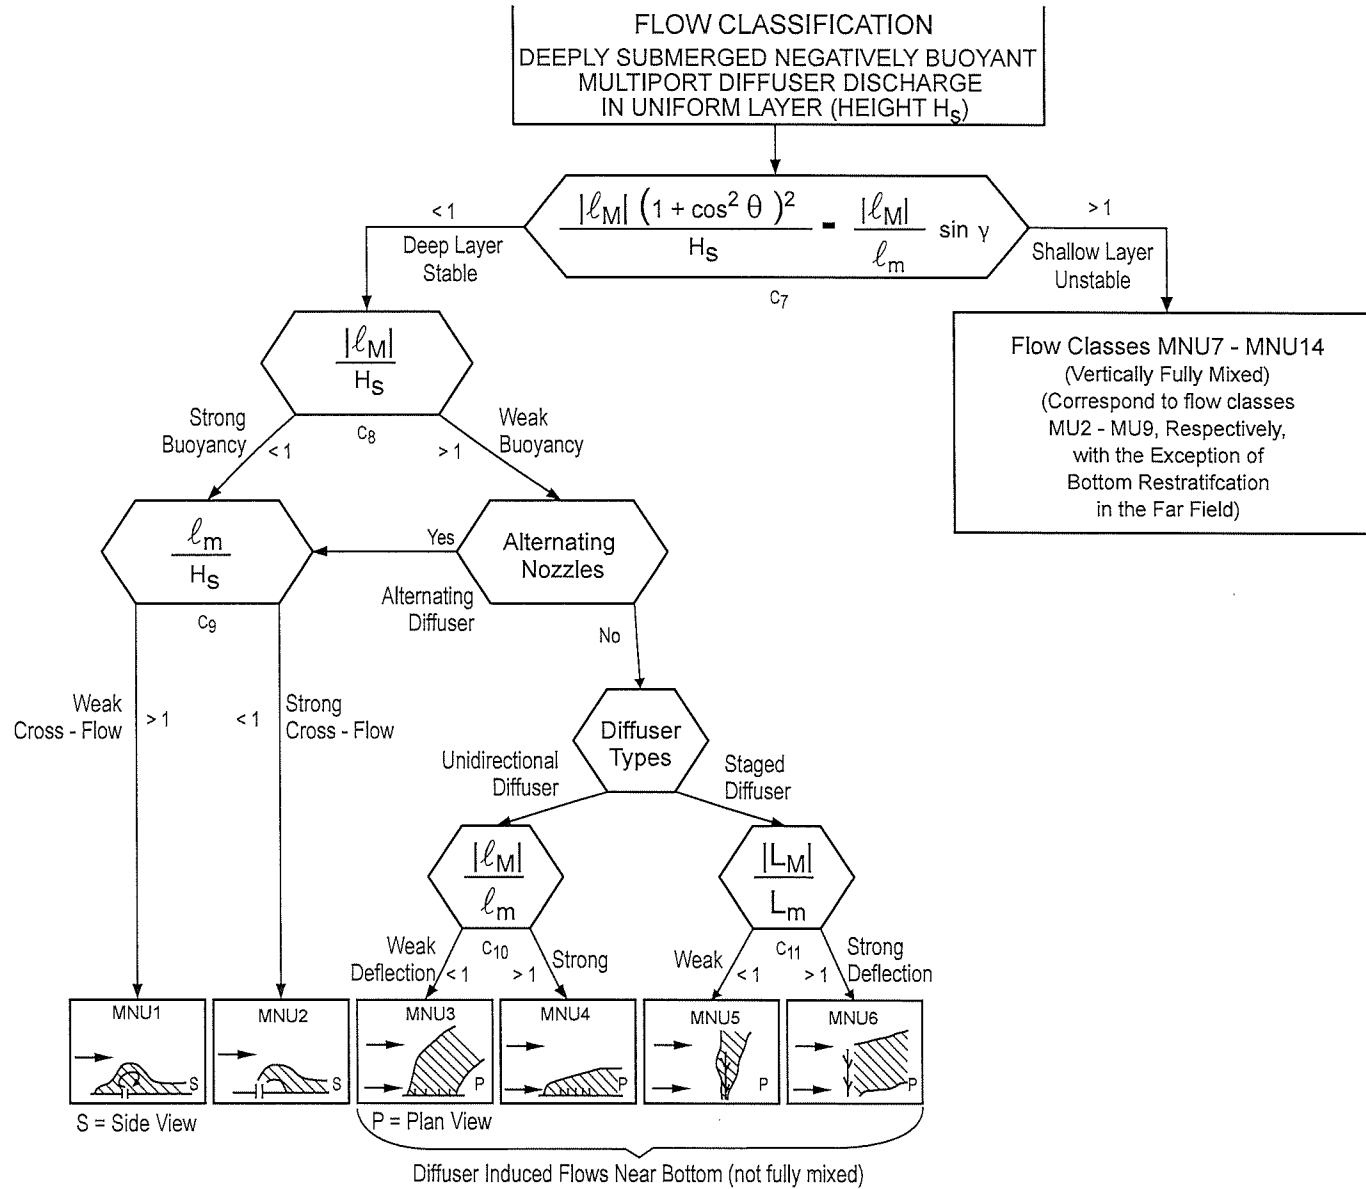 FLOW CLASSIFICATION
DEEPLY SUBMERGED NEGATIVELY BUOYANT
MULTIPORT DIFFUSER DISCHARGE
IN UNIFORM LAYER (HEIGHT Hs)
|ℓM| (1 + cos² θ )² / Hs - |ℓM| / ℓm sin γ
C7
< 1
Deep Layer
Stable
> 1
Shallow Layer
Unstable
|ℓM|
Hs
C8
Flow Classes MNU7 - MNU14
(Vertically Fully Mixed)
(Correspond to flow classes
MU2 - MU9, Respectively,
with the Exception of
Bottom Restratifcation
in the Far Field)
Strong
Buoyancy
< 1
Weak
Buoyancy
> 1
ℓm
Hs
C9
Yes
Alternating
Nozzles
Alternating
Diffuser
No
Weak
Cross - Flow
> 1
< 1
Strong
Cross - Flow
Diffuser
Types
Unidirectional
Diffuser
Staged
Diffuser
|ℓM|
ℓm
C10
|LM|
Lm
C11
Weak
Deflection < 1
> 1
Strong
Weak
< 1
> 1
Strong
Deflection
MNU1
S
MNU2
S
MNU3
P
MNU4
P
MNU5
P
MNU6
P
S = Side View
P = Plan View
Diffuser Induced Flows Near Bottom (not fully mixed)